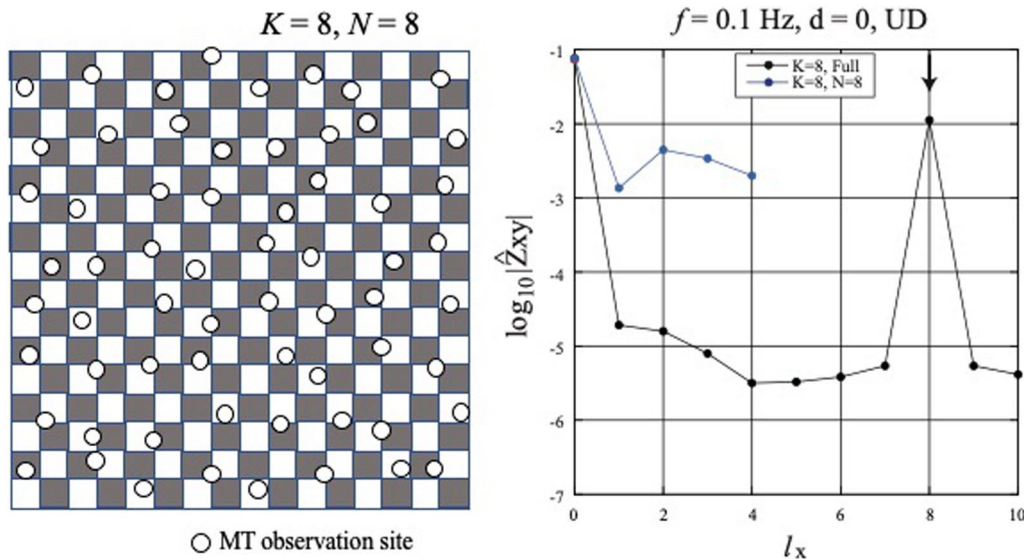 K = 8, N = 8
MT observation site
f = 0.1 Hz, d = 0, UD
K=8, Full
K=8, N=8
log₁₀|Ẑxy|
-1
-2
-3
-4
-5
-6
-7
0 2 4 6 8 10
lₓ